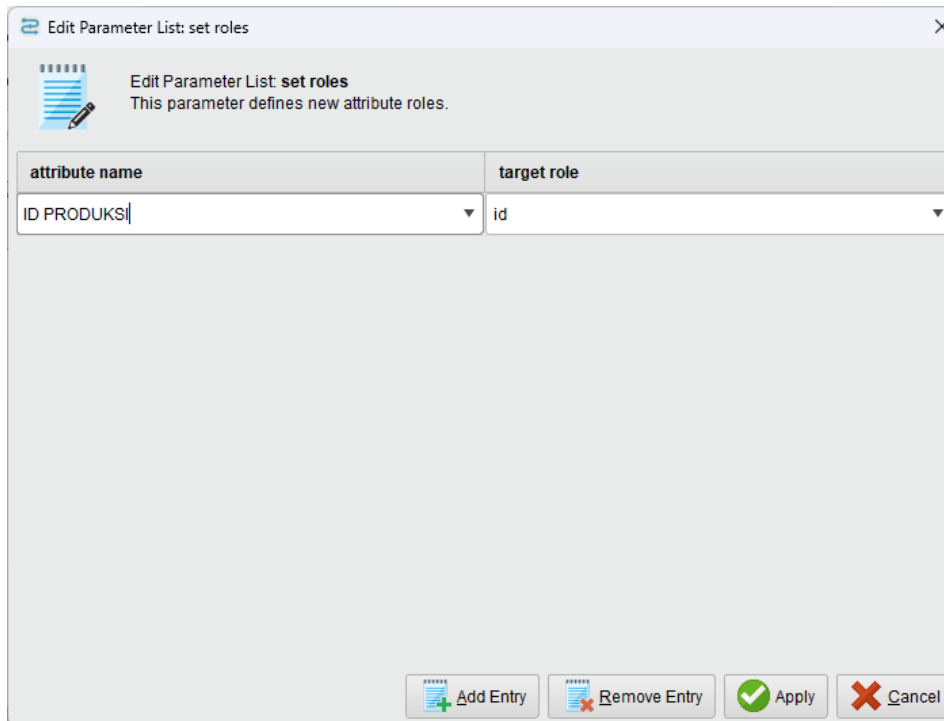 Edit Parameter List: set roles
Edit Parameter List: set roles
This parameter defines new attribute roles.
attribute name target role
ID PRODUKSI id
Add Entry Remove Entry Apply Cancel